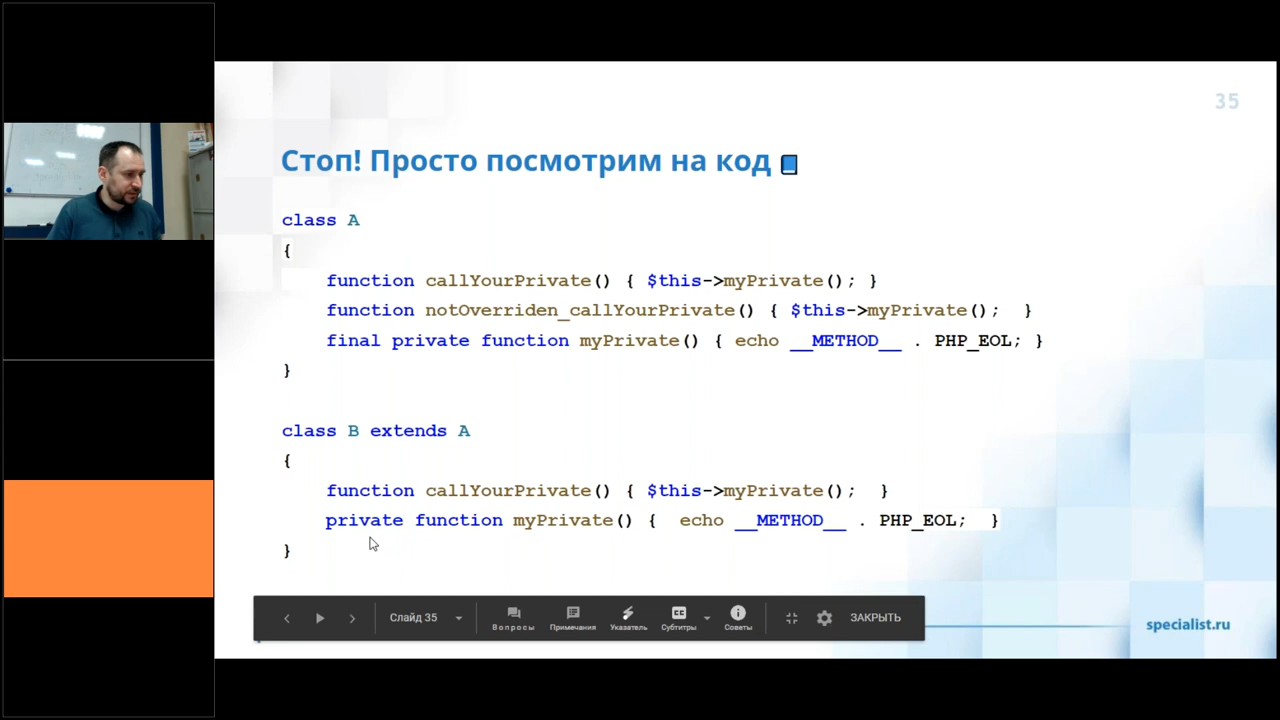 35
Стоп! Просто посмотрим на код
class A
{
function callYourPrivate() { $this->myPrivate(); }
function notOverriden_callYourPrivate() { $this->myPrivate(); }
final private function myPrivate() { echo __METHOD__ . PHP_EOL; }
}
class B extends A
{
function callYourPrivate() { $this->myPrivate(); }
private function myPrivate() { echo __METHOD__ . PHP_EOL; }
}
Слайд 35
Вопросы
Примечания
Указатель
CC
Субтитры
Советы
ЗАКРЫТЬ
specialist.ru